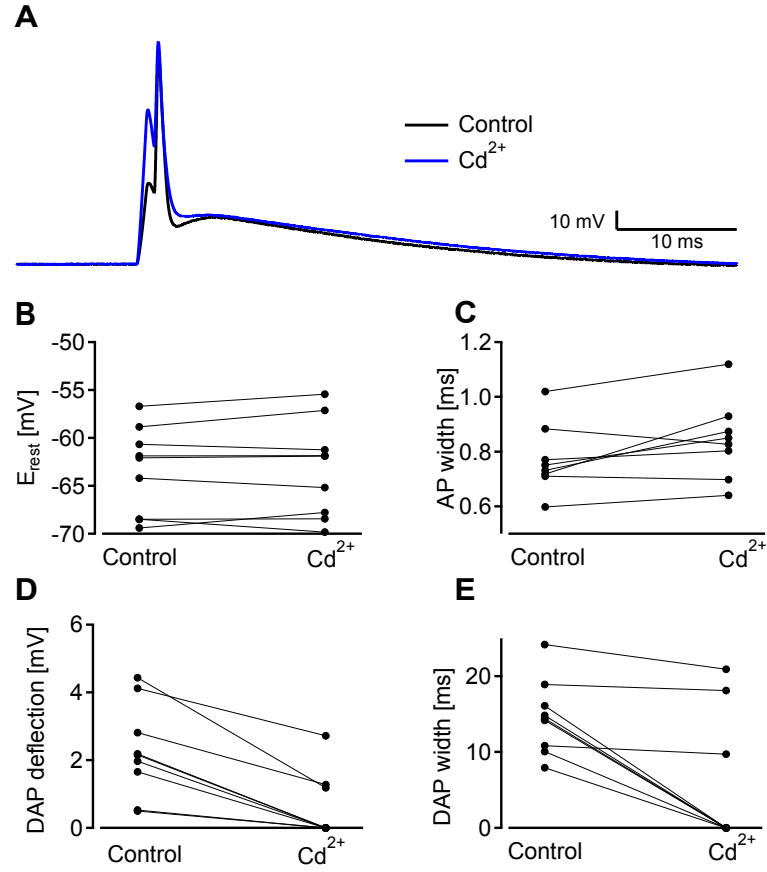 A
Control
Cd2+
10 mV
10 ms
B
-50
-55
-60
-65
-70
Erest [mV]
Control
Cd2+
C
1.2
1.0
0.8
0.6
AP width [ms]
Control
Cd2+
D
6
4
2
0
DAP deflection [mV]
Control
Cd2+
E
20
10
0
DAP width [ms]
Control
Cd2+